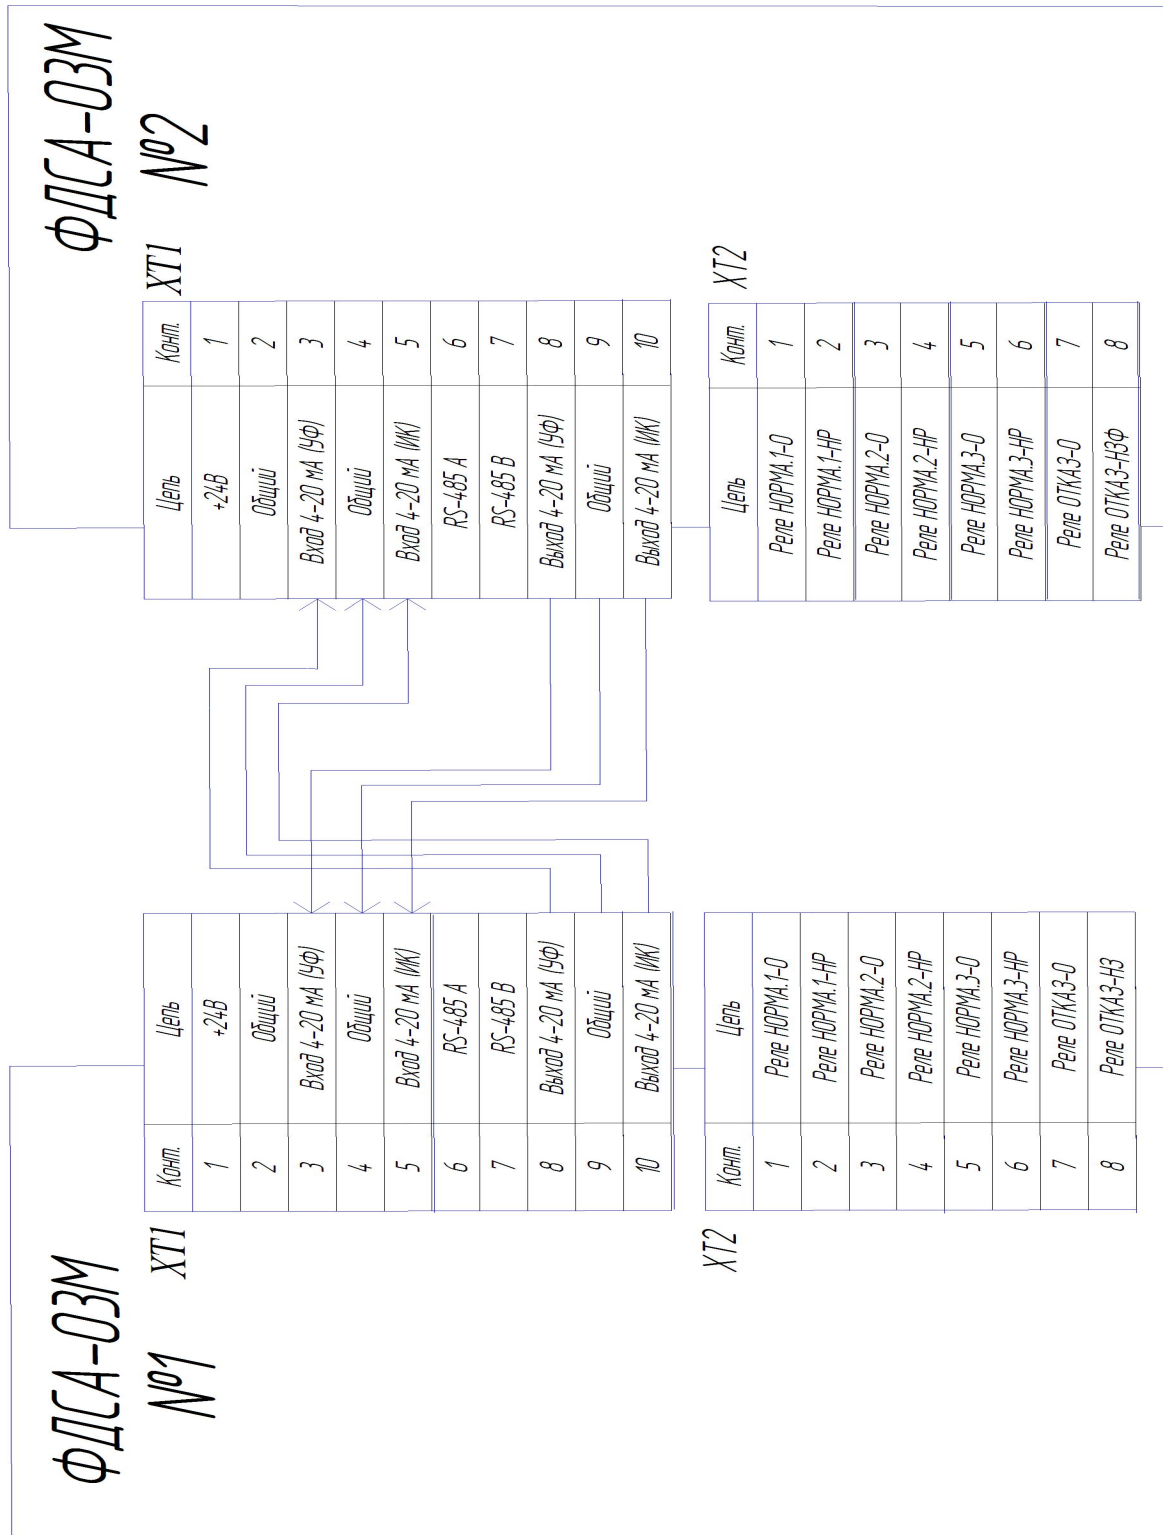 ФДСА-03М
№1
XT1
Конт. Цепь
1 +24В
2 Общий
3 Вход 4-20 мА (УФ)
4 Общий
5 Вход 4-20 мА (ИК)
6 RS-485 A
7 RS-485 B
8 Выход 4-20 мА (УФ)
9 Общий
10 Выход 4-20 мА (ИК)
XT2
Конт. Цепь
1 Реле НОРМА.1-О
2 Реле НОРМА.1-НР
3 Реле НОРМА.2-О
4 Реле НОРМА.2-НР
5 Реле НОРМА.3-О
6 Реле НОРМА.3-НР
7 Реле ОТКАЗ-О
8 Реле ОТКАЗ-НЗ
ФДСА-03М
№2
XT1
Цепь Конт.
+24В 1
Общий 2
Вход 4-20 мА (УФ) 3
Общий 4
Вход 4-20 мА (ИК) 5
RS-485 A 6
RS-485 B 7
Выход 4-20 мА (УФ) 8
Общий 9
Выход 4-20 мА (ИК) 10
XT2
Цепь Конт.
Реле НОРМА.1-О 1
Реле НОРМА.1-НР 2
Реле НОРМА.2-О 3
Реле НОРМА.2-НР 4
Реле НОРМА.3-О 5
Реле НОРМА.3-НР 6
Реле ОТКАЗ-О 7
Реле ОТКАЗ-НЗФ 8